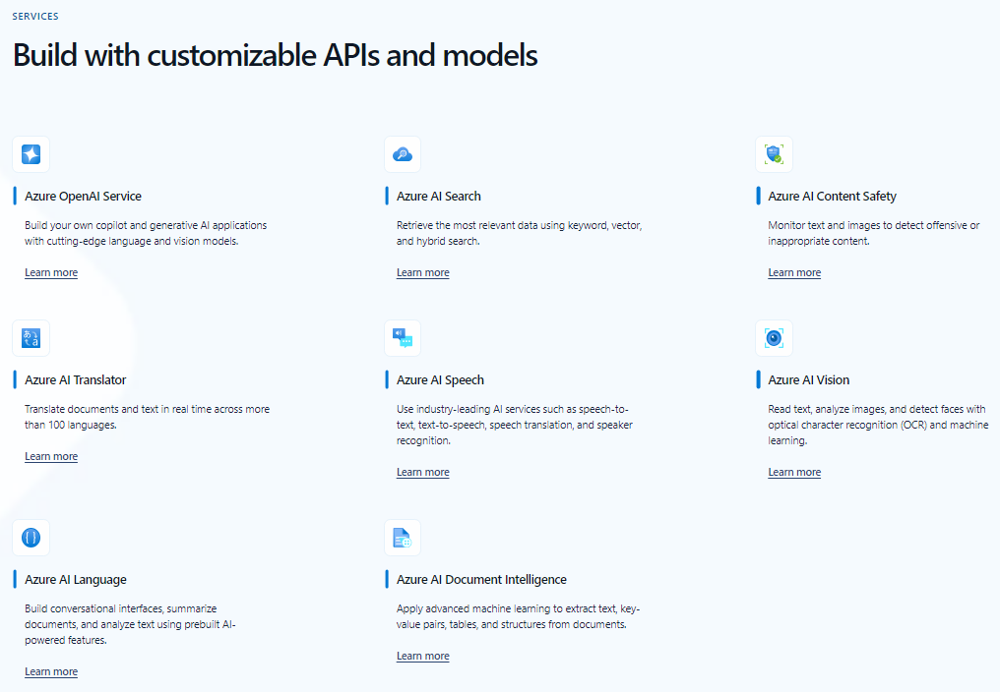 SERVICES
Build with customizable APIs and models
Azure OpenAI Service
Build your own copilot and generative AI applications
with cutting-edge language and vision models.
Learn more
Azure AI Search
Retrieve the most relevant data using keyword, vector,
and hybrid search.
Learn more
Azure AI Content Safety
Monitor text and images to detect offensive or
inappropriate content.
Learn more
あ
a
Azure AI Translator
Translate documents and text in real time across more
than 100 languages.
Learn more
Azure AI Speech
Use industry-leading AI services such as speech-to-
text, text-to-speech, speech translation, and speaker
recognition.
Learn more
Azure AI Vision
Read text, analyze images, and detect faces with
optical character recognition (OCR) and machine
learning.
Learn more
Azure AI Language
Build conversational interfaces, summarize
documents, and analyze text using prebuilt AI-
powered features.
Learn more
Azure AI Document Intelligence
Apply advanced machine learning to extract text, key-
value pairs, tables, and structures from documents.
Learn more